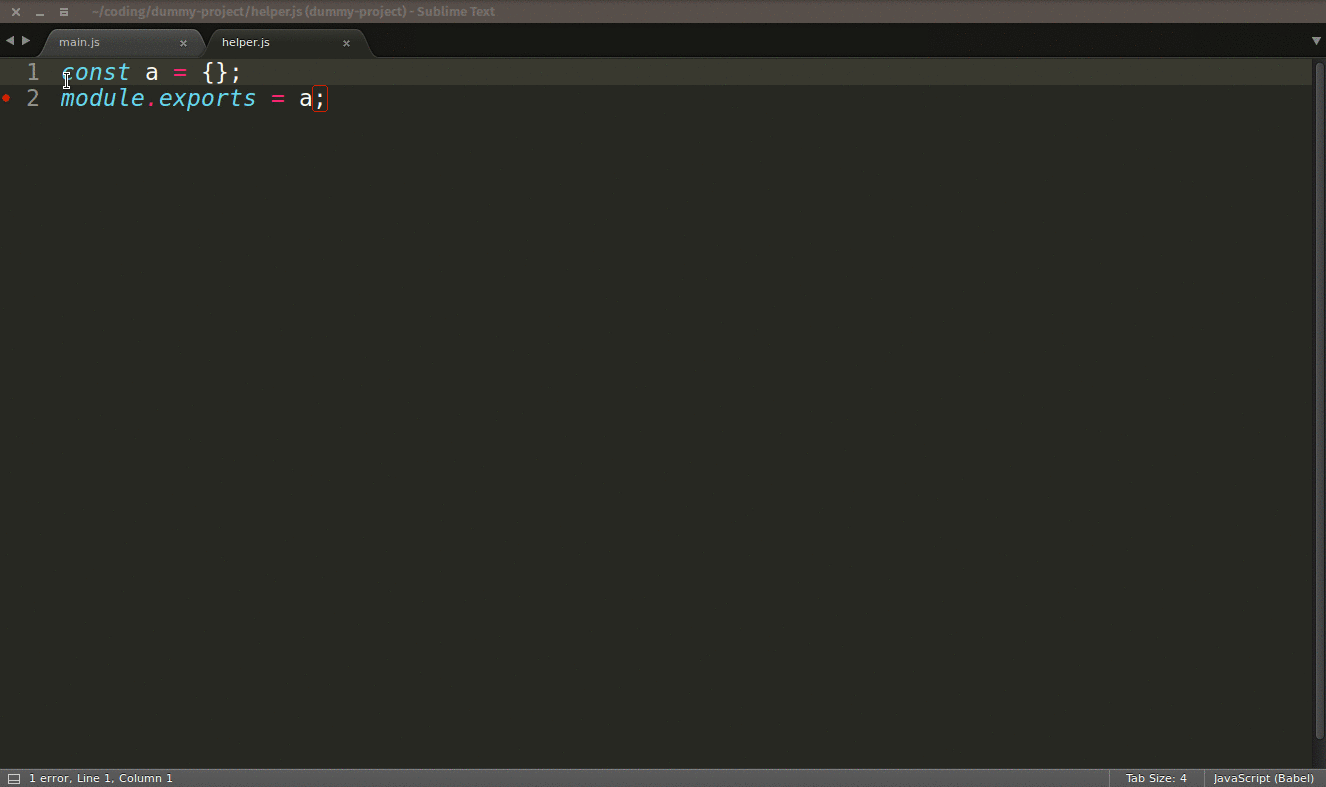 ~/coding/dummy-project/helper.js (dummy-project) - Sublime Text
main.js
helper.js
1 const a = {};
2 module.exports = a;
1 error, Line 1, Column 1
Tab Size: 4
JavaScript (Babel)